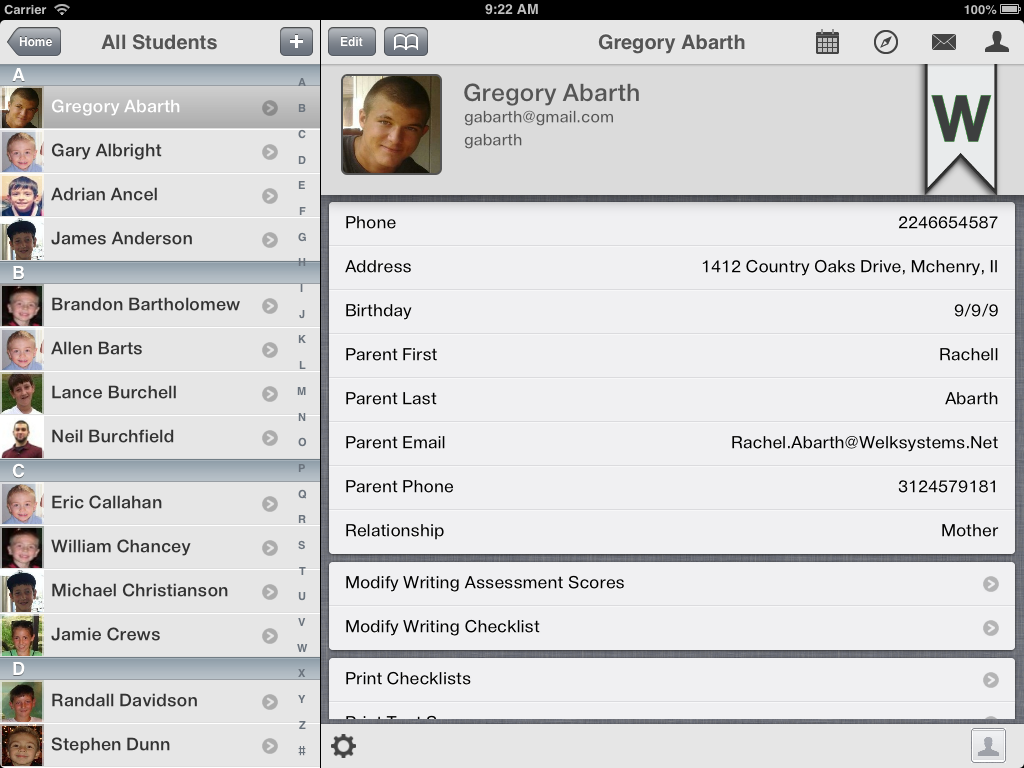 Carrier 9:22 AM 100%
Home All Students +
A
Gregory Abarth
Gary Albright
Adrian Ancel
James Anderson
B
Brandon Bartholomew
Allen Barts
Lance Burchell
Neil Burchfield
C
Eric Callahan
William Chancey
Michael Christianson
Jamie Crews
D
Randall Davidson
Stephen Dunn
A
B
C
D
E
F
G
H
I
J
K
L
M
N
O
P
Q
R
S
T
U
V
W
X
Y
Z
#
Edit Gregory Abarth
Gregory Abarth
gabarth@gmail.com
gabarth
W
Phone 2246654587
Address 1412 Country Oaks Drive, Mchenry, Il
Birthday 9/9/9
Parent First Rachell
Parent Last Abarth
Parent Email Rachel.Abarth@Welksystems.Net
Parent Phone 3124579181
Relationship Mother
Modify Writing Assessment Scores
Modify Writing Checklist
Print Checklists